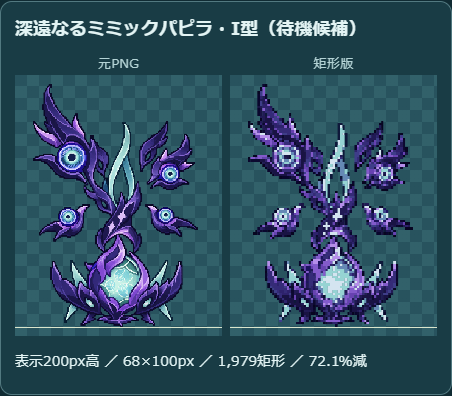 深遠なるミミックパピラ・I型（待機候補）
元PNG
矩形版
表示200px高 ／ 68×100px ／ 1,979矩形 ／ 72.1%減